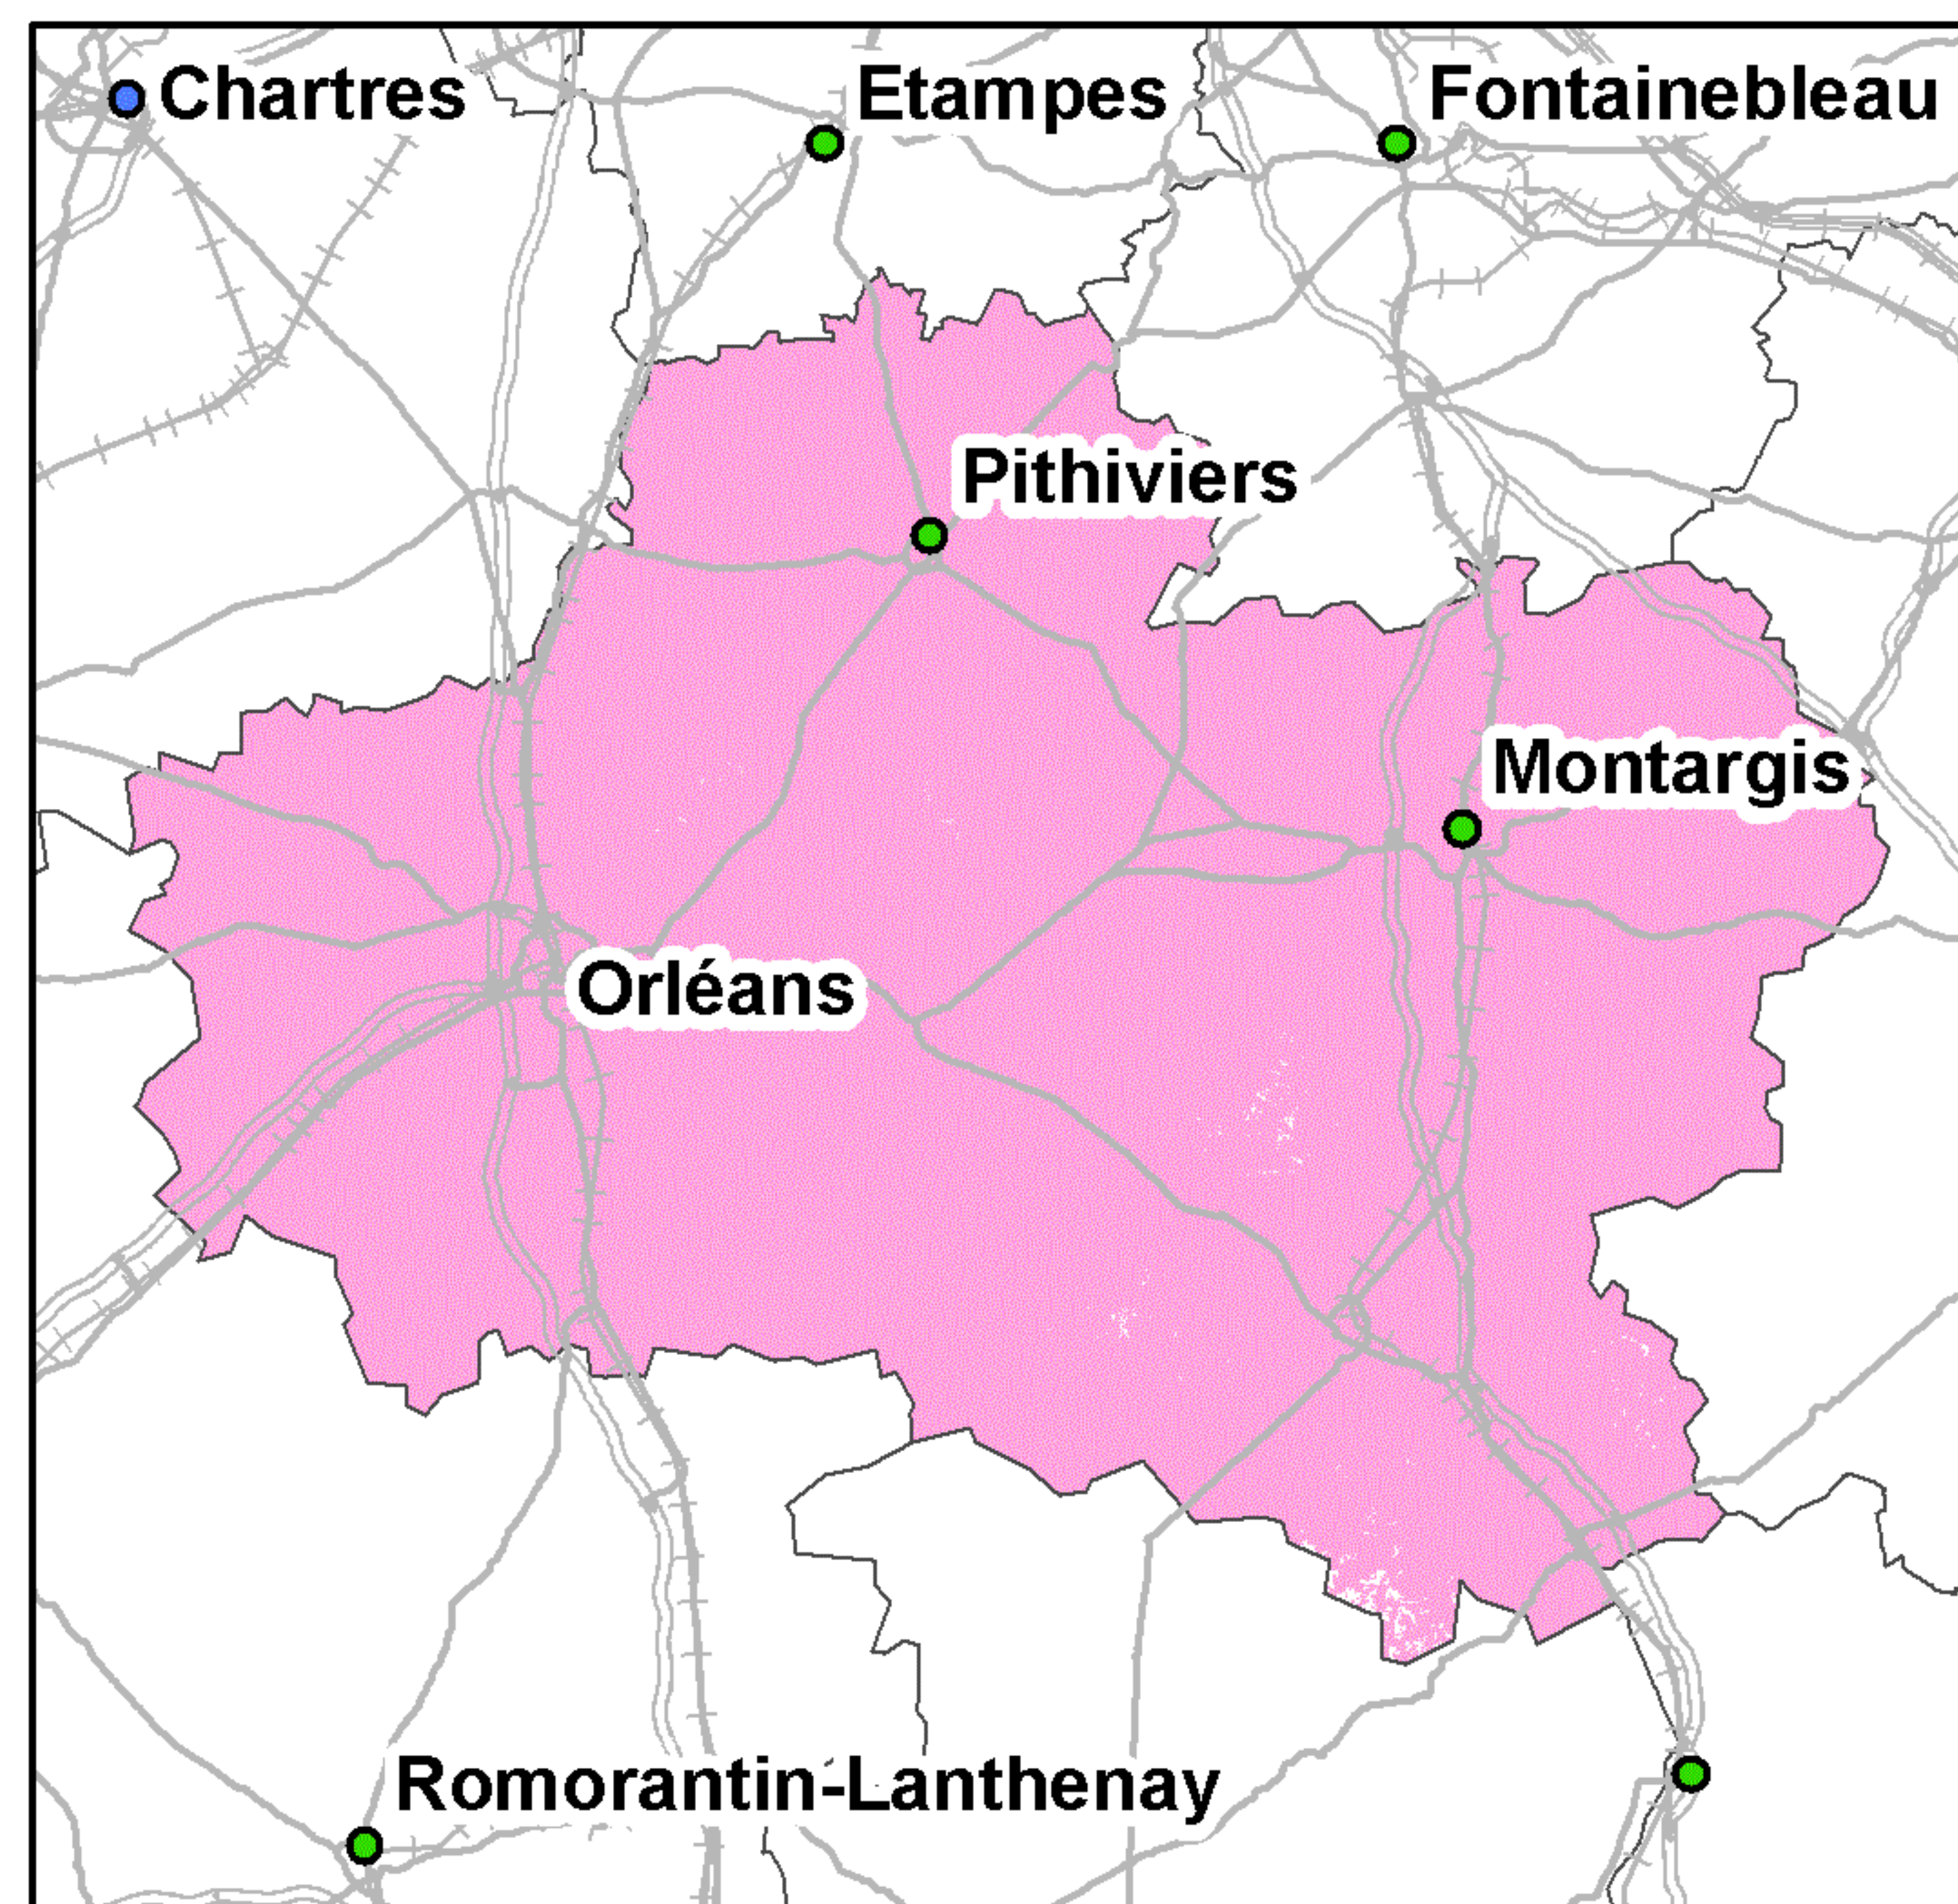 Chartres
Etampes
Fontainebleau
Pithiviers
Montargis
Orléans
Romorantin-Lanthenay